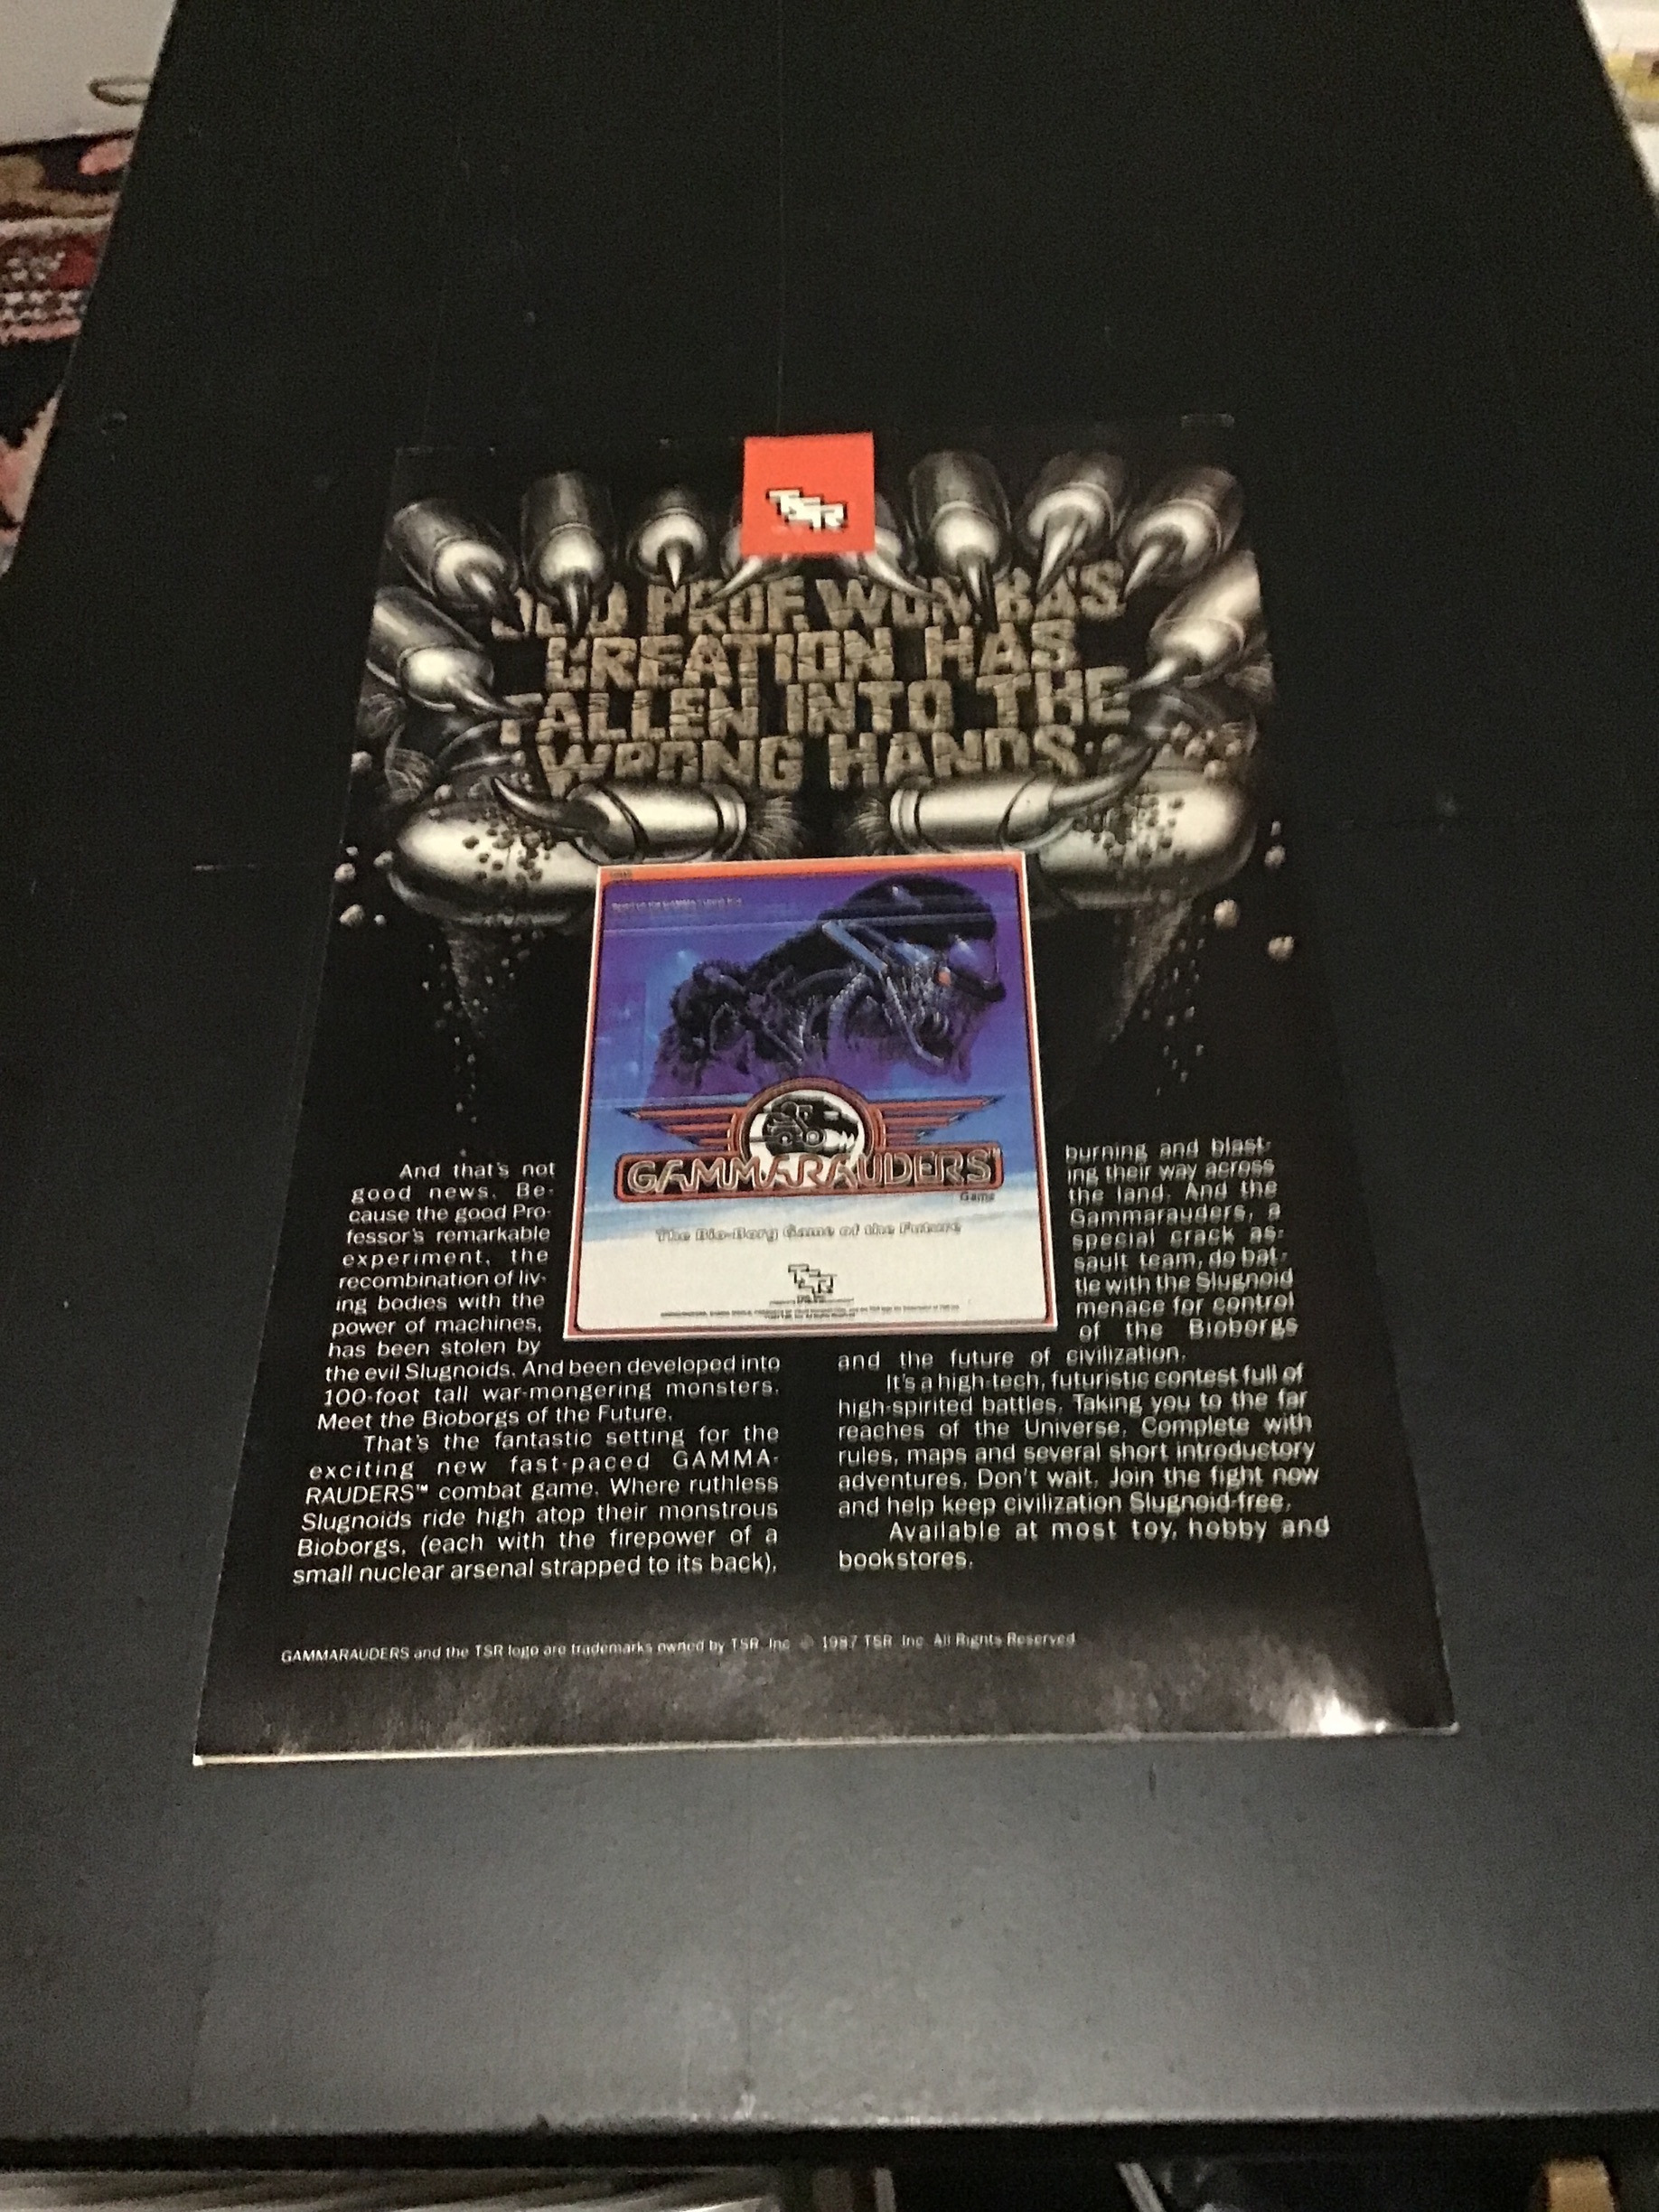 TSR
OLD PROF. WOMBAS
CREATION HAS
FALLEN INTO THE
WRONG HANDS.
GAMMARAUDERS™
Game
The Bio-Borg Game of the Future
TSR
And that's not
good news. Be-
cause the good Pro-
fessor's remarkable
experiment, the
recombination of liv-
ing bodies with the
power of machines,
has been stolen by
the evil Slugnoids. And been developed into
100-foot tall war-mongering monsters.
Meet the Bioborgs of the Future.
That's the fantastic setting for the
exciting new fast-paced GAMMA-
RAUDERS™ combat game. Where ruthless
Slugnoids ride high atop their monstrous
Bioborgs, (each with the firepower of a
small nuclear arsenal strapped to its back),
burning and blast-
ing their way across
the land. And the
Gammarauders, a
special crack as-
sault team, do bat-
tle with the Slugnoid
menace for control
of the Bioborgs
and the future of civilization.
It's a high-tech, futuristic contest full of
high-spirited battles. Taking you to the far
reaches of the Universe. Complete with
rules, maps and several short introductory
adventures. Don't wait. Join the fight now
and help keep civilization Slugnoid-free.
Available at most toy, hobby and
bookstores.
GAMMARAUDERS and the TSR logo are trademarks owned by TSR, Inc. © 1987 TSR, Inc. All Rights Reserved